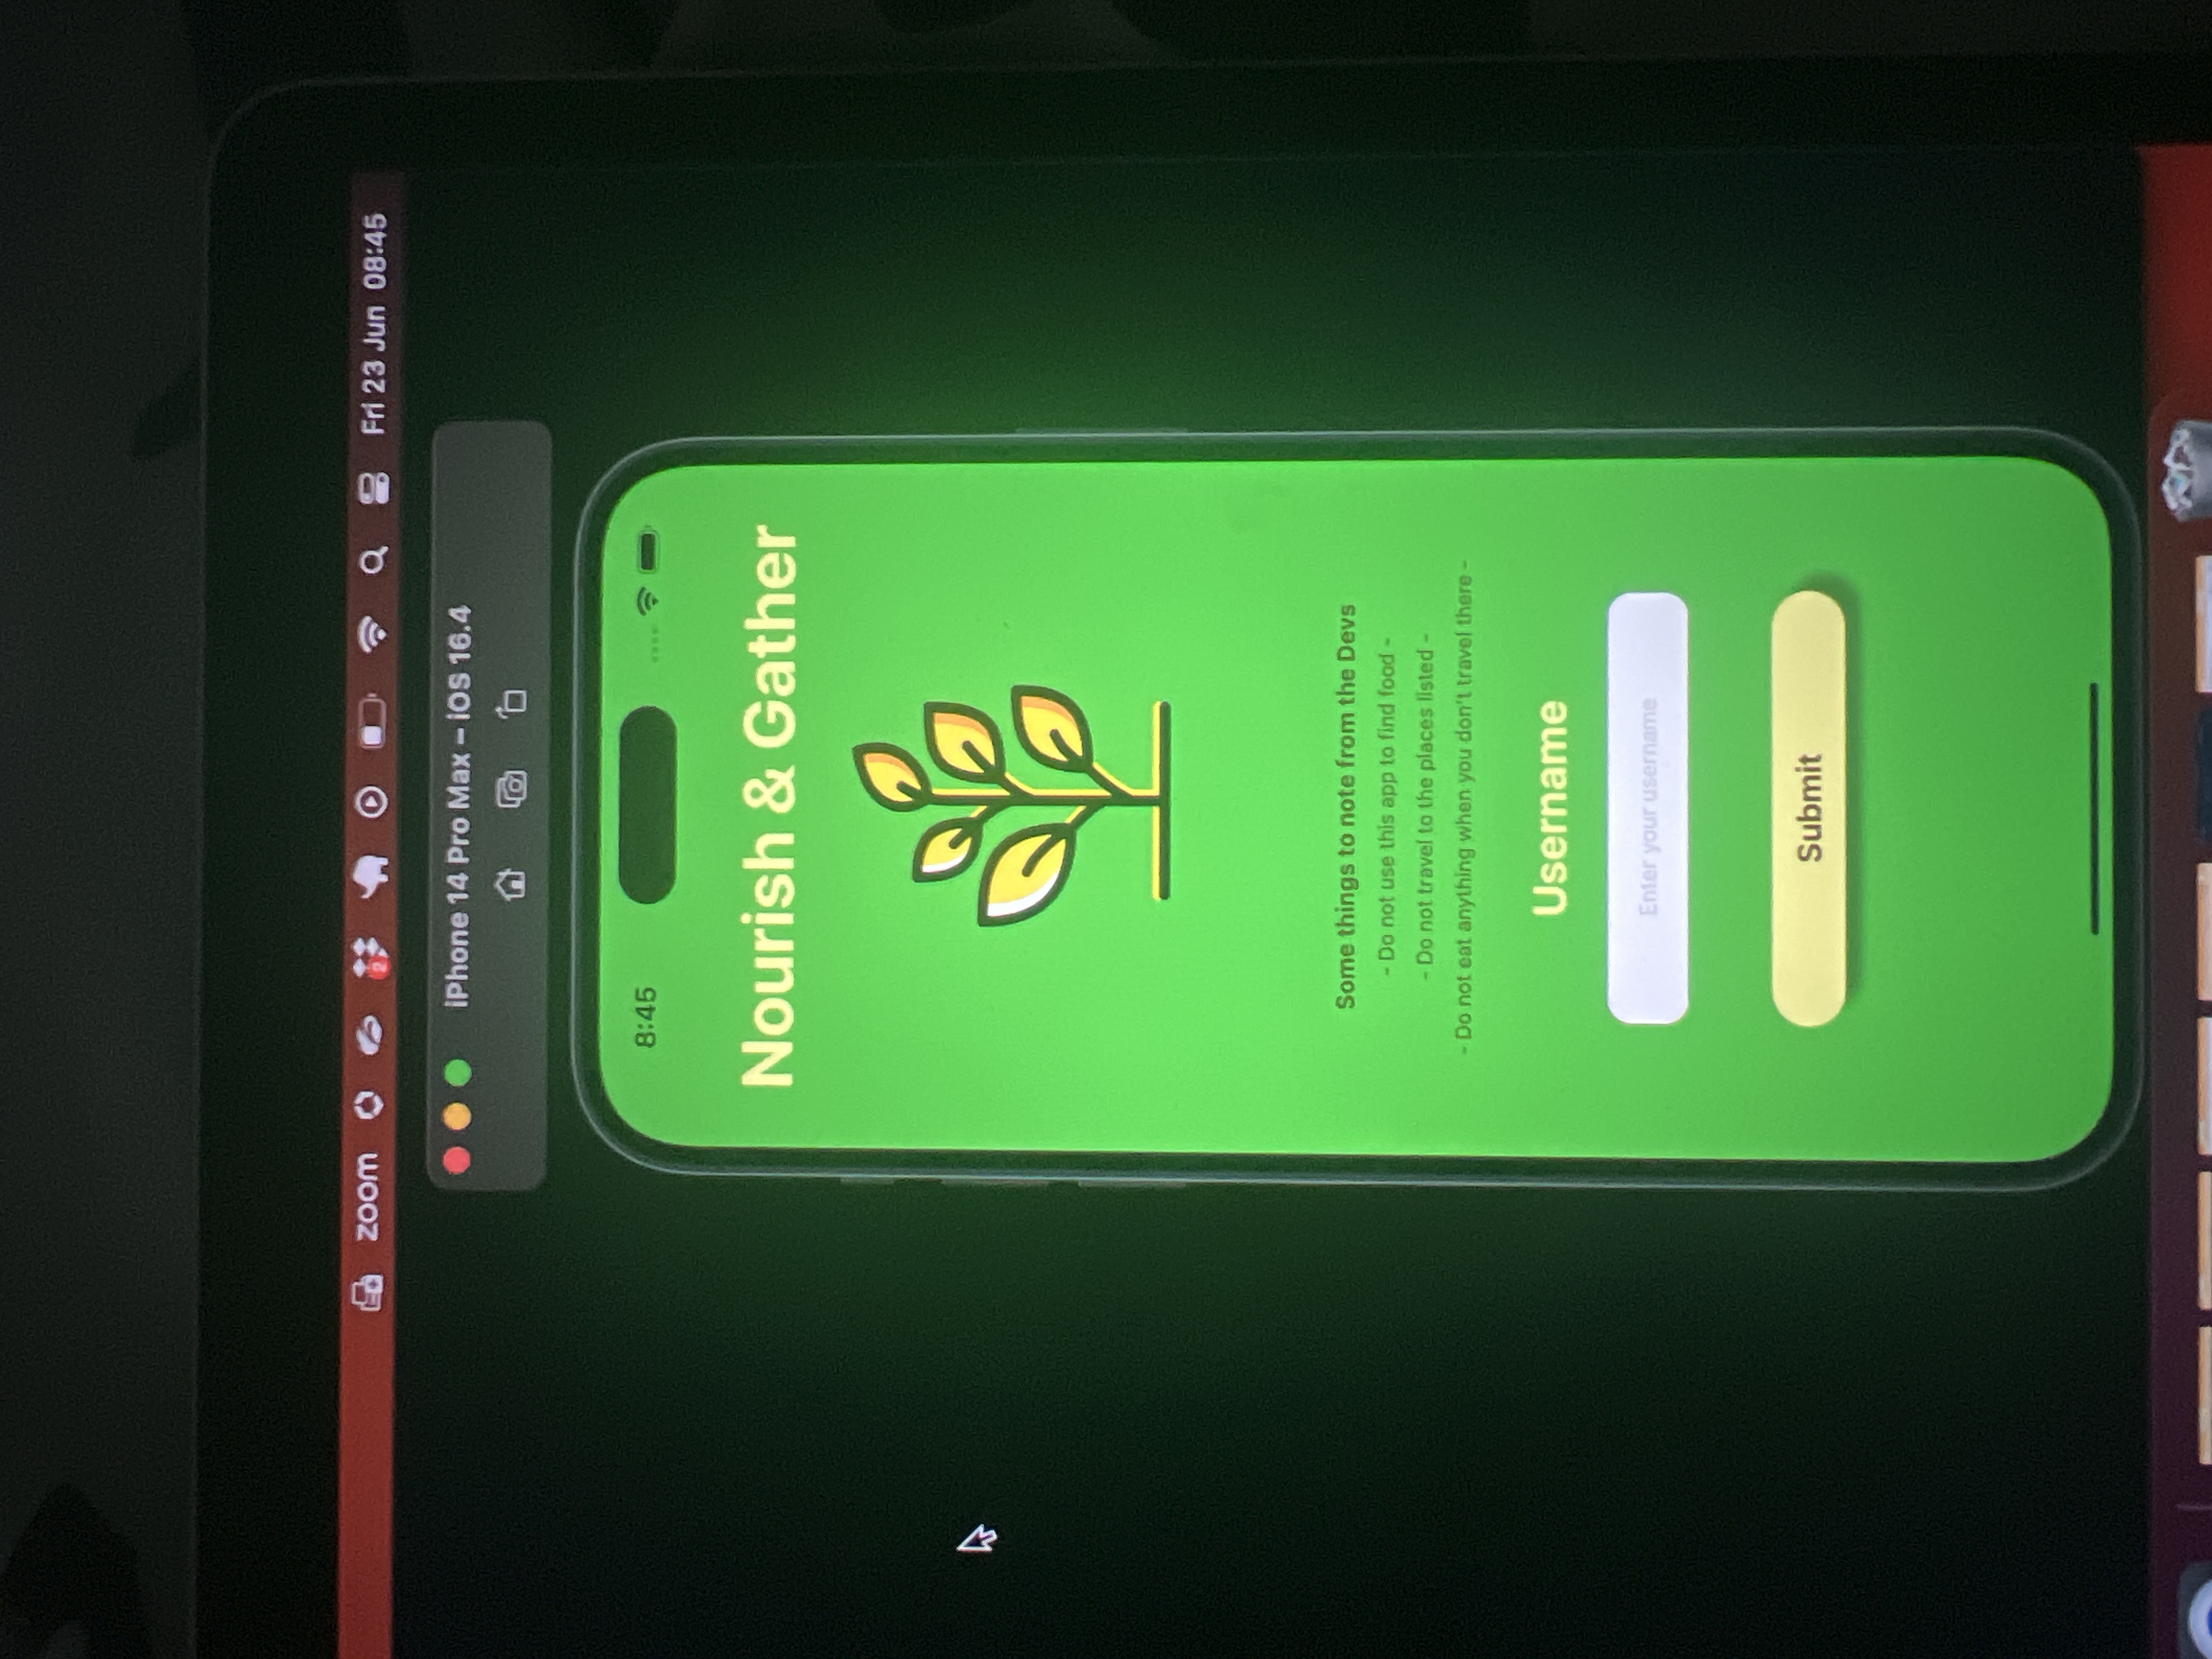 zoom
2
Fri 23 Jun 08:45
iPhone 14 Pro Max – iOS 16.4
8:45
Nourish & Gather
Some things to note from the Devs
- Do not use this app to find food -
- Do not travel to the places listed -
- Do not eat anything when you don't travel there -
Username
Enter your username
Submit